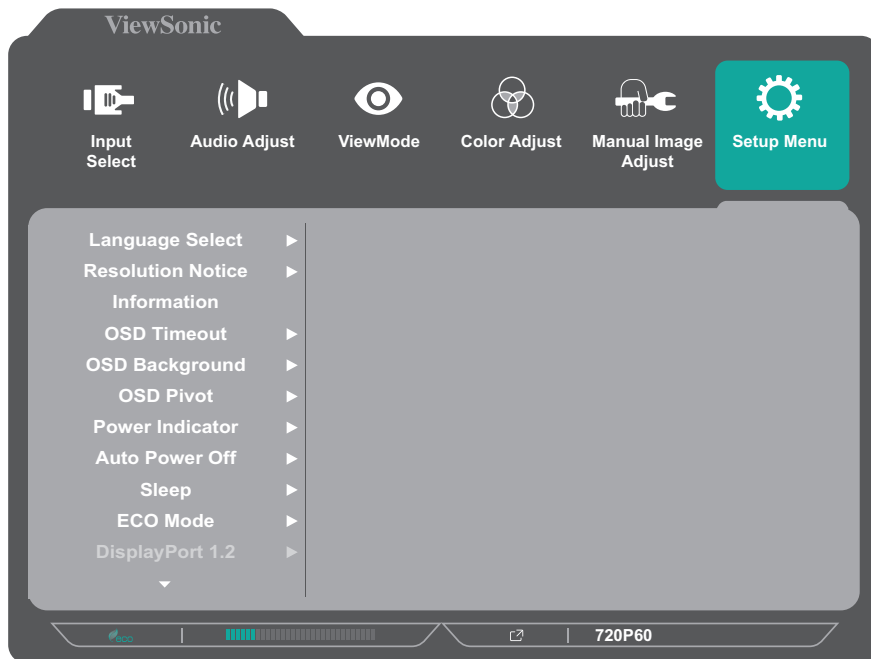 ViewSonic
Input
Select
Audio Adjust
ViewMode
Color Adjust
Manual Image
Adjust
Setup Menu
Language Select
Resolution Notice
Information
OSD Timeout
OSD Background
OSD Pivot
Power Indicator
Auto Power Off
Sleep
ECO Mode
DisplayPort 1.2
eco
720P60